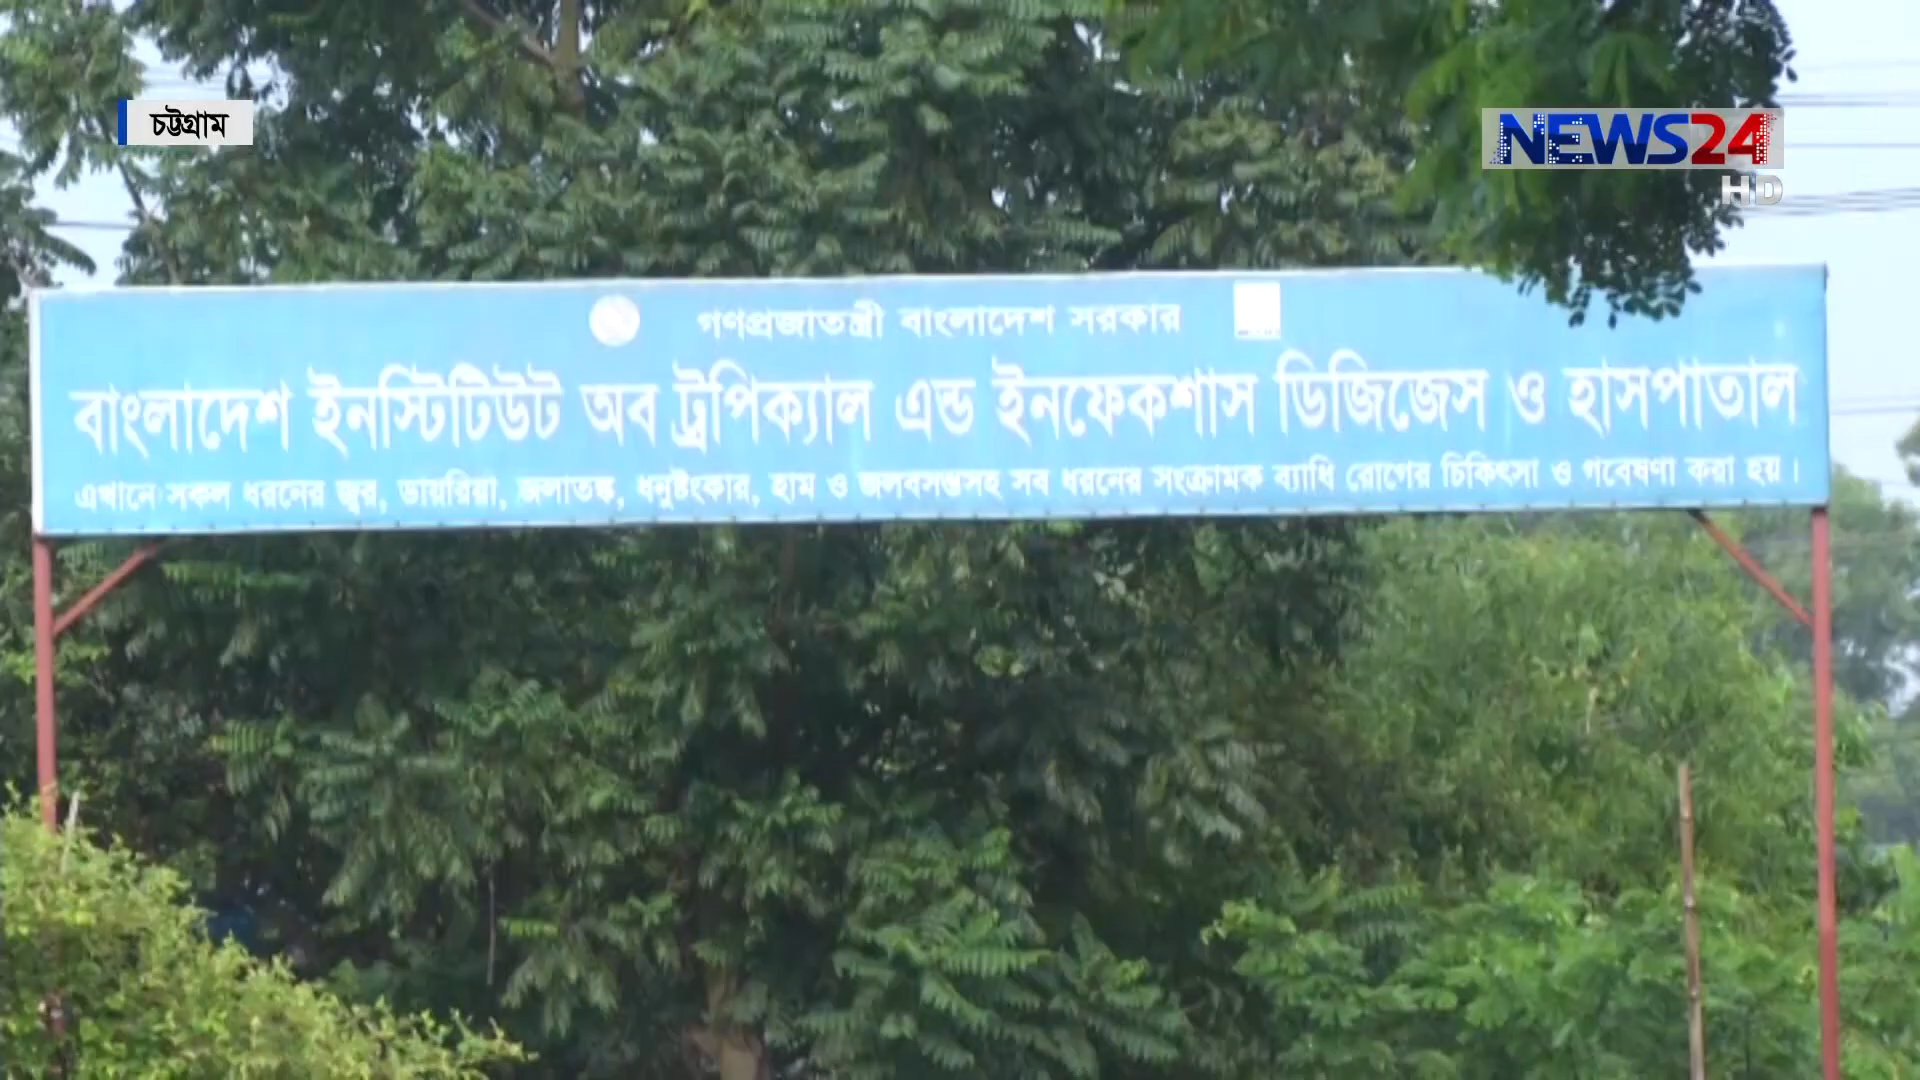 চট্টগ্রাম
NEWS24
HD
গণপ্রজাতন্ত্রী বাংলাদেশ সরকার
বাংলাদেশ ইনস্টিটিউট অব ট্রপিক্যাল এন্ড ইনফেকশাস ডিজিজেস ও হাসপাতাল
এখানে সকল ধরনের জ্বর, ডায়রিয়া, জলাতঙ্ক, ধনুষ্টংকার, হাম ও জলবসন্তসহ সব ধরনের সংক্রামক ব্যাধি রোগের চিকিৎসা ও গবেষণা করা হয়।